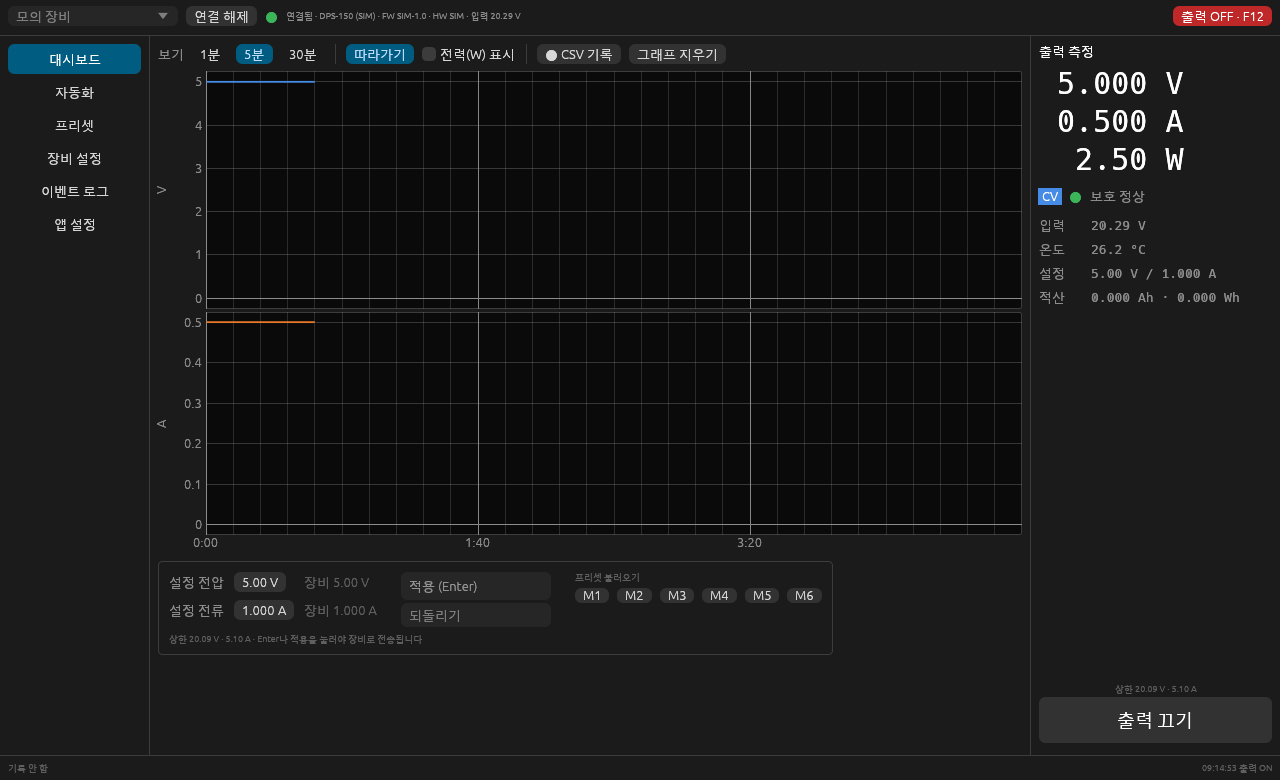 모의 장비
연결 해제
연결됨 · DPS-150 (SIM) · FW SIM-1.0 · HW SIM · 입력 20.29 V
출력 OFF · F12
대시보드
자동화
프리셋
장비 설정
이벤트 로그
앱 설정
보기 1분 5분 30분 따라가기 전력(W) 표시 CSV 기록 그래프 지우기
5
4
3
2
1
0
V
0.5
0.4
0.3
0.2
0.1
0
A
0:00 1:40 3:20
설정 전압 5.00 V 장비 5.00 V 적용 (Enter)
설정 전류 1.000 A 장비 1.000 A 되돌리기
상한 20.09 V · 5.10 A · Enter나 적용을 눌러야 장비로 전송됩니다
프리셋 불러오기
M1 M2 M3 M4 M5 M6
출력 측정
5.000 V
0.500 A
2.50 W
CV 보호 정상
입력 20.29 V
온도 26.2 °C
설정 5.00 V / 1.000 A
적산 0.000 Ah · 0.000 Wh
상한 20.09 V · 5.10 A
출력 끄기
기록 안 함
09:14:53 출력 ON